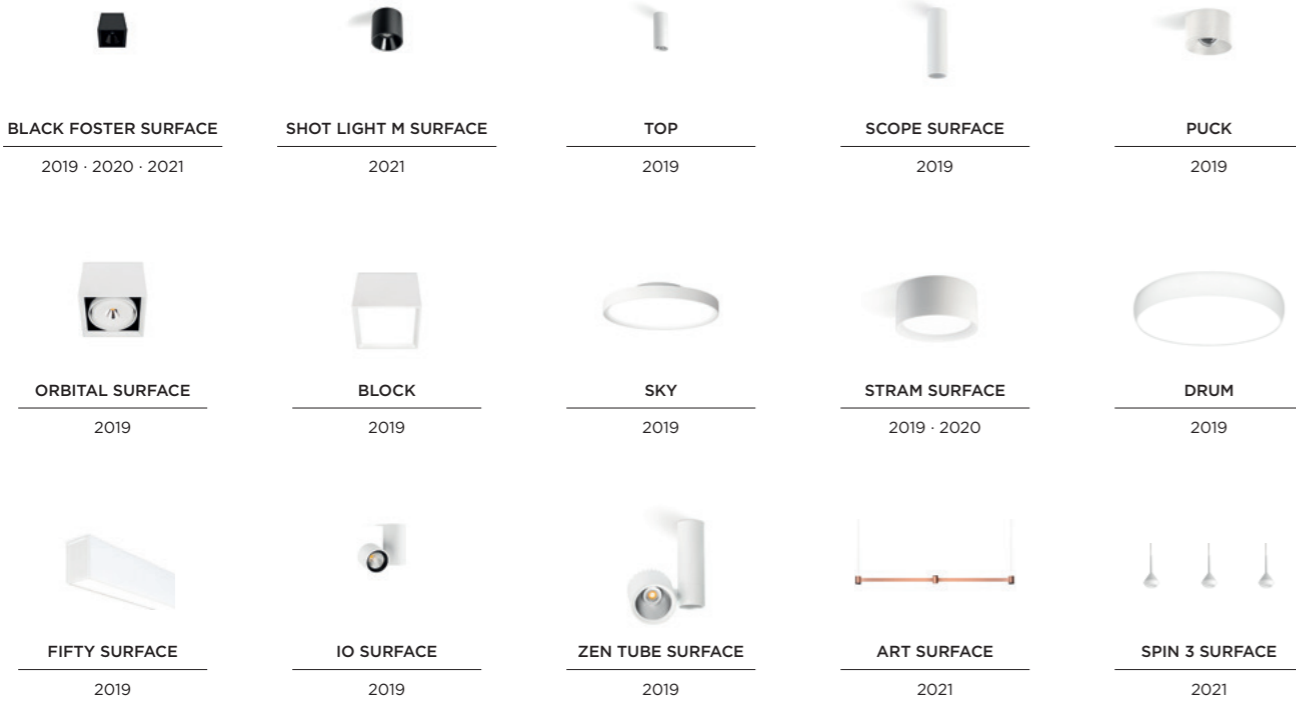 BLACK FOSTER SURFACE
2019 · 2020 · 2021
SHOT LIGHT M SURFACE
2021
TOP
2019
SCOPE SURFACE
2019
PUCK
2019
ORBITAL SURFACE
2019
BLOCK
2019
SKY
2019
STRAM SURFACE
2019 · 2020
DRUM
2019
FIFTY SURFACE
2019
IO SURFACE
2019
ZEN TUBE SURFACE
2019
ART SURFACE
2021
SPIN 3 SURFACE
2021